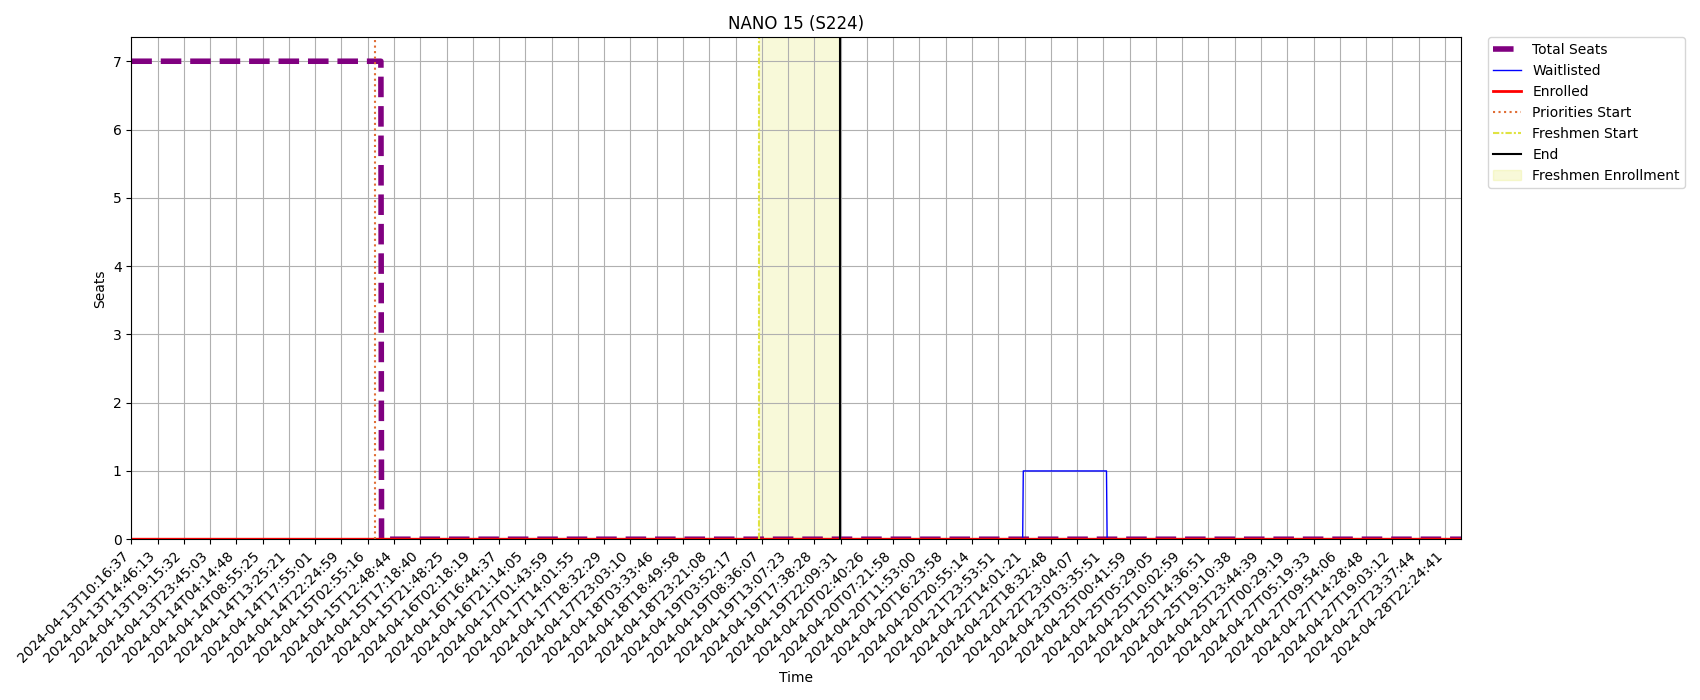 NANO 15 (S224)
Total Seats
Waitlisted
Enrolled
Priorities Start
Freshmen Start
End
Freshmen Enrollment
Seats
7
6
5
4
3
2
1
0
2024-04-13T10:16:37
2024-04-13T14:46:13
2024-04-13T19:15:32
2024-04-13T23:45:03
2024-04-14T04:14:48
2024-04-14T08:55:25
2024-04-14T13:25:21
2024-04-14T17:55:01
2024-04-14T22:24:59
2024-04-15T02:55:16
2024-04-15T12:48:44
2024-04-15T17:18:40
2024-04-15T21:48:25
2024-04-16T02:18:19
2024-04-16T16:44:37
2024-04-16T21:14:05
2024-04-17T01:43:59
2024-04-17T14:01:55
2024-04-17T18:32:29
2024-04-17T23:03:10
2024-04-18T03:33:46
2024-04-18T18:49:58
2024-04-18T23:21:08
2024-04-19T03:52:17
2024-04-19T08:36:07
2024-04-19T13:07:23
2024-04-19T17:38:28
2024-04-19T22:09:31
2024-04-20T02:40:26
2024-04-20T07:21:58
2024-04-20T11:53:00
2024-04-20T16:23:58
2024-04-20T20:55:14
2024-04-21T23:53:51
2024-04-22T14:01:21
2024-04-22T18:32:48
2024-04-22T23:04:07
2024-04-23T03:35:51
2024-04-25T00:41:59
2024-04-25T05:29:05
2024-04-25T10:02:59
2024-04-25T14:36:51
2024-04-25T19:10:38
2024-04-25T23:44:39
2024-04-27T00:29:19
2024-04-27T05:19:33
2024-04-27T09:54:06
2024-04-27T14:28:48
2024-04-27T19:03:12
2024-04-27T23:37:44
2024-04-28T22:24:41
Time